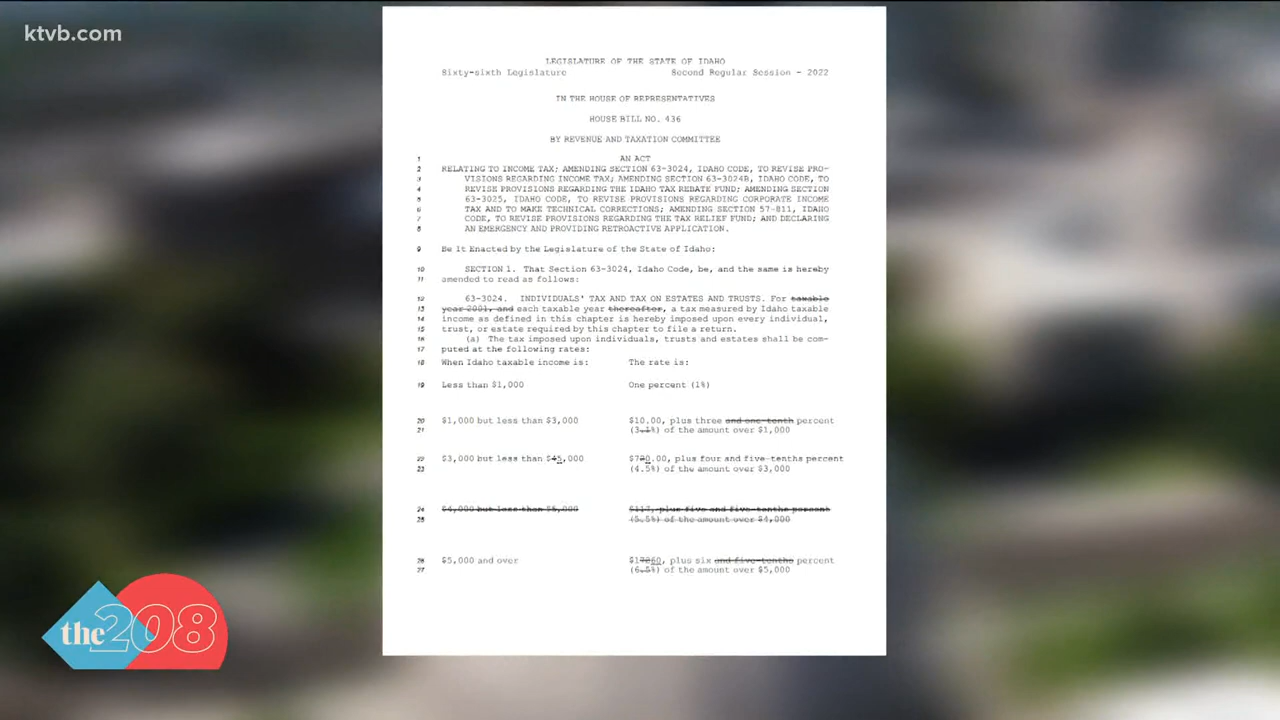 ktvb.com
LEGISLATURE OF THE STATE OF IDAHO
Sixty-sixth Legislature Second Regular Session - 2022
IN THE HOUSE OF REPRESENTATIVES
HOUSE BILL NO. 436
BY REVENUE AND TAXATION COMMITTEE
1 AN ACT
2 RELATING TO INCOME TAX; AMENDING SECTION 63-3024, IDAHO CODE, TO REVISE PRO-
3 VISIONS REGARDING INCOME TAX; AMENDING SECTION 63-3024B, IDAHO CODE, TO
4 REVISE PROVISIONS REGARDING THE IDAHO TAX REBATE FUND; AMENDING SECTION
5 63-3025, IDAHO CODE, TO REVISE PROVISIONS REGARDING CORPORATE INCOME
6 TAX AND TO MAKE TECHNICAL CORRECTIONS; AMENDING SECTION 57-811, IDAHO
7 CODE, TO REVISE PROVISIONS REGARDING THE TAX RELIEF FUND; AND DECLARING
8 AN EMERGENCY AND PROVIDING RETROACTIVE APPLICATION.
9 Be It Enacted by the Legislature of the State of Idaho:
10 SECTION 1. That Section 63-3024, Idaho Code, be, and the same is hereby
11 amended to read as follows:
12 63-3024. INDIVIDUALS' TAX AND TAX ON ESTATES AND TRUSTS. For taxable
13 year 2001, and each taxable year thereafter, a tax measured by Idaho taxable
14 income as defined in this chapter is hereby imposed upon every individual,
15 trust, or estate required by this chapter to file a return.
16 (a) The tax imposed upon individuals, trusts and estates shall be com-
17 puted at the following rates:
18 When Idaho taxable income is: The rate is:
19 Less than $1,000 One percent (1%)
20 $1,000 but less than $3,000 $10.00, plus three and one-tenth percent
21 (3.1%) of the amount over $1,000
22 $3,000 but less than $45,000 $720.00, plus four and five-tenths percent
23 (4.5%) of the amount over $3,000
24 $4,000 but less than $5,000 $117, plus five and five-tenths percent
25 (5.5%) of the amount over $4,000
26 $5,000 and over $17260, plus six and five-tenths percent
27 (6.5%) of the amount over $5,000
the 208